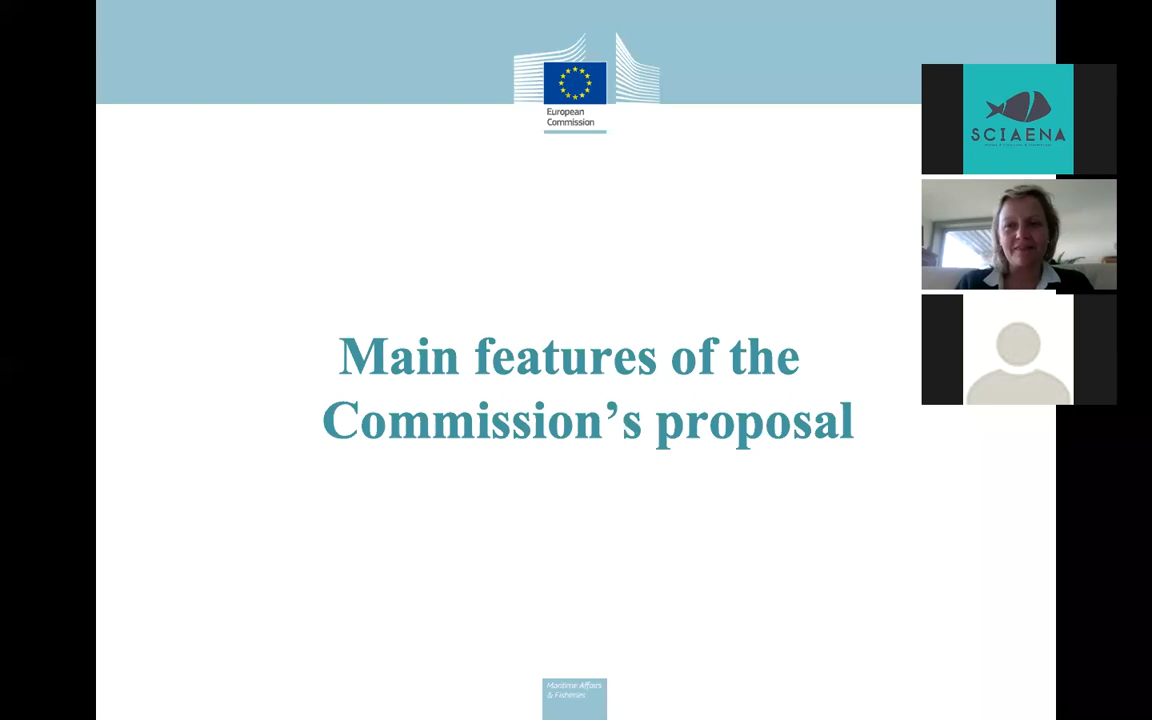 European
Commission
SCIAENA
Main features of the
Commission’s proposal
Maritime Affairs
& Fisheries